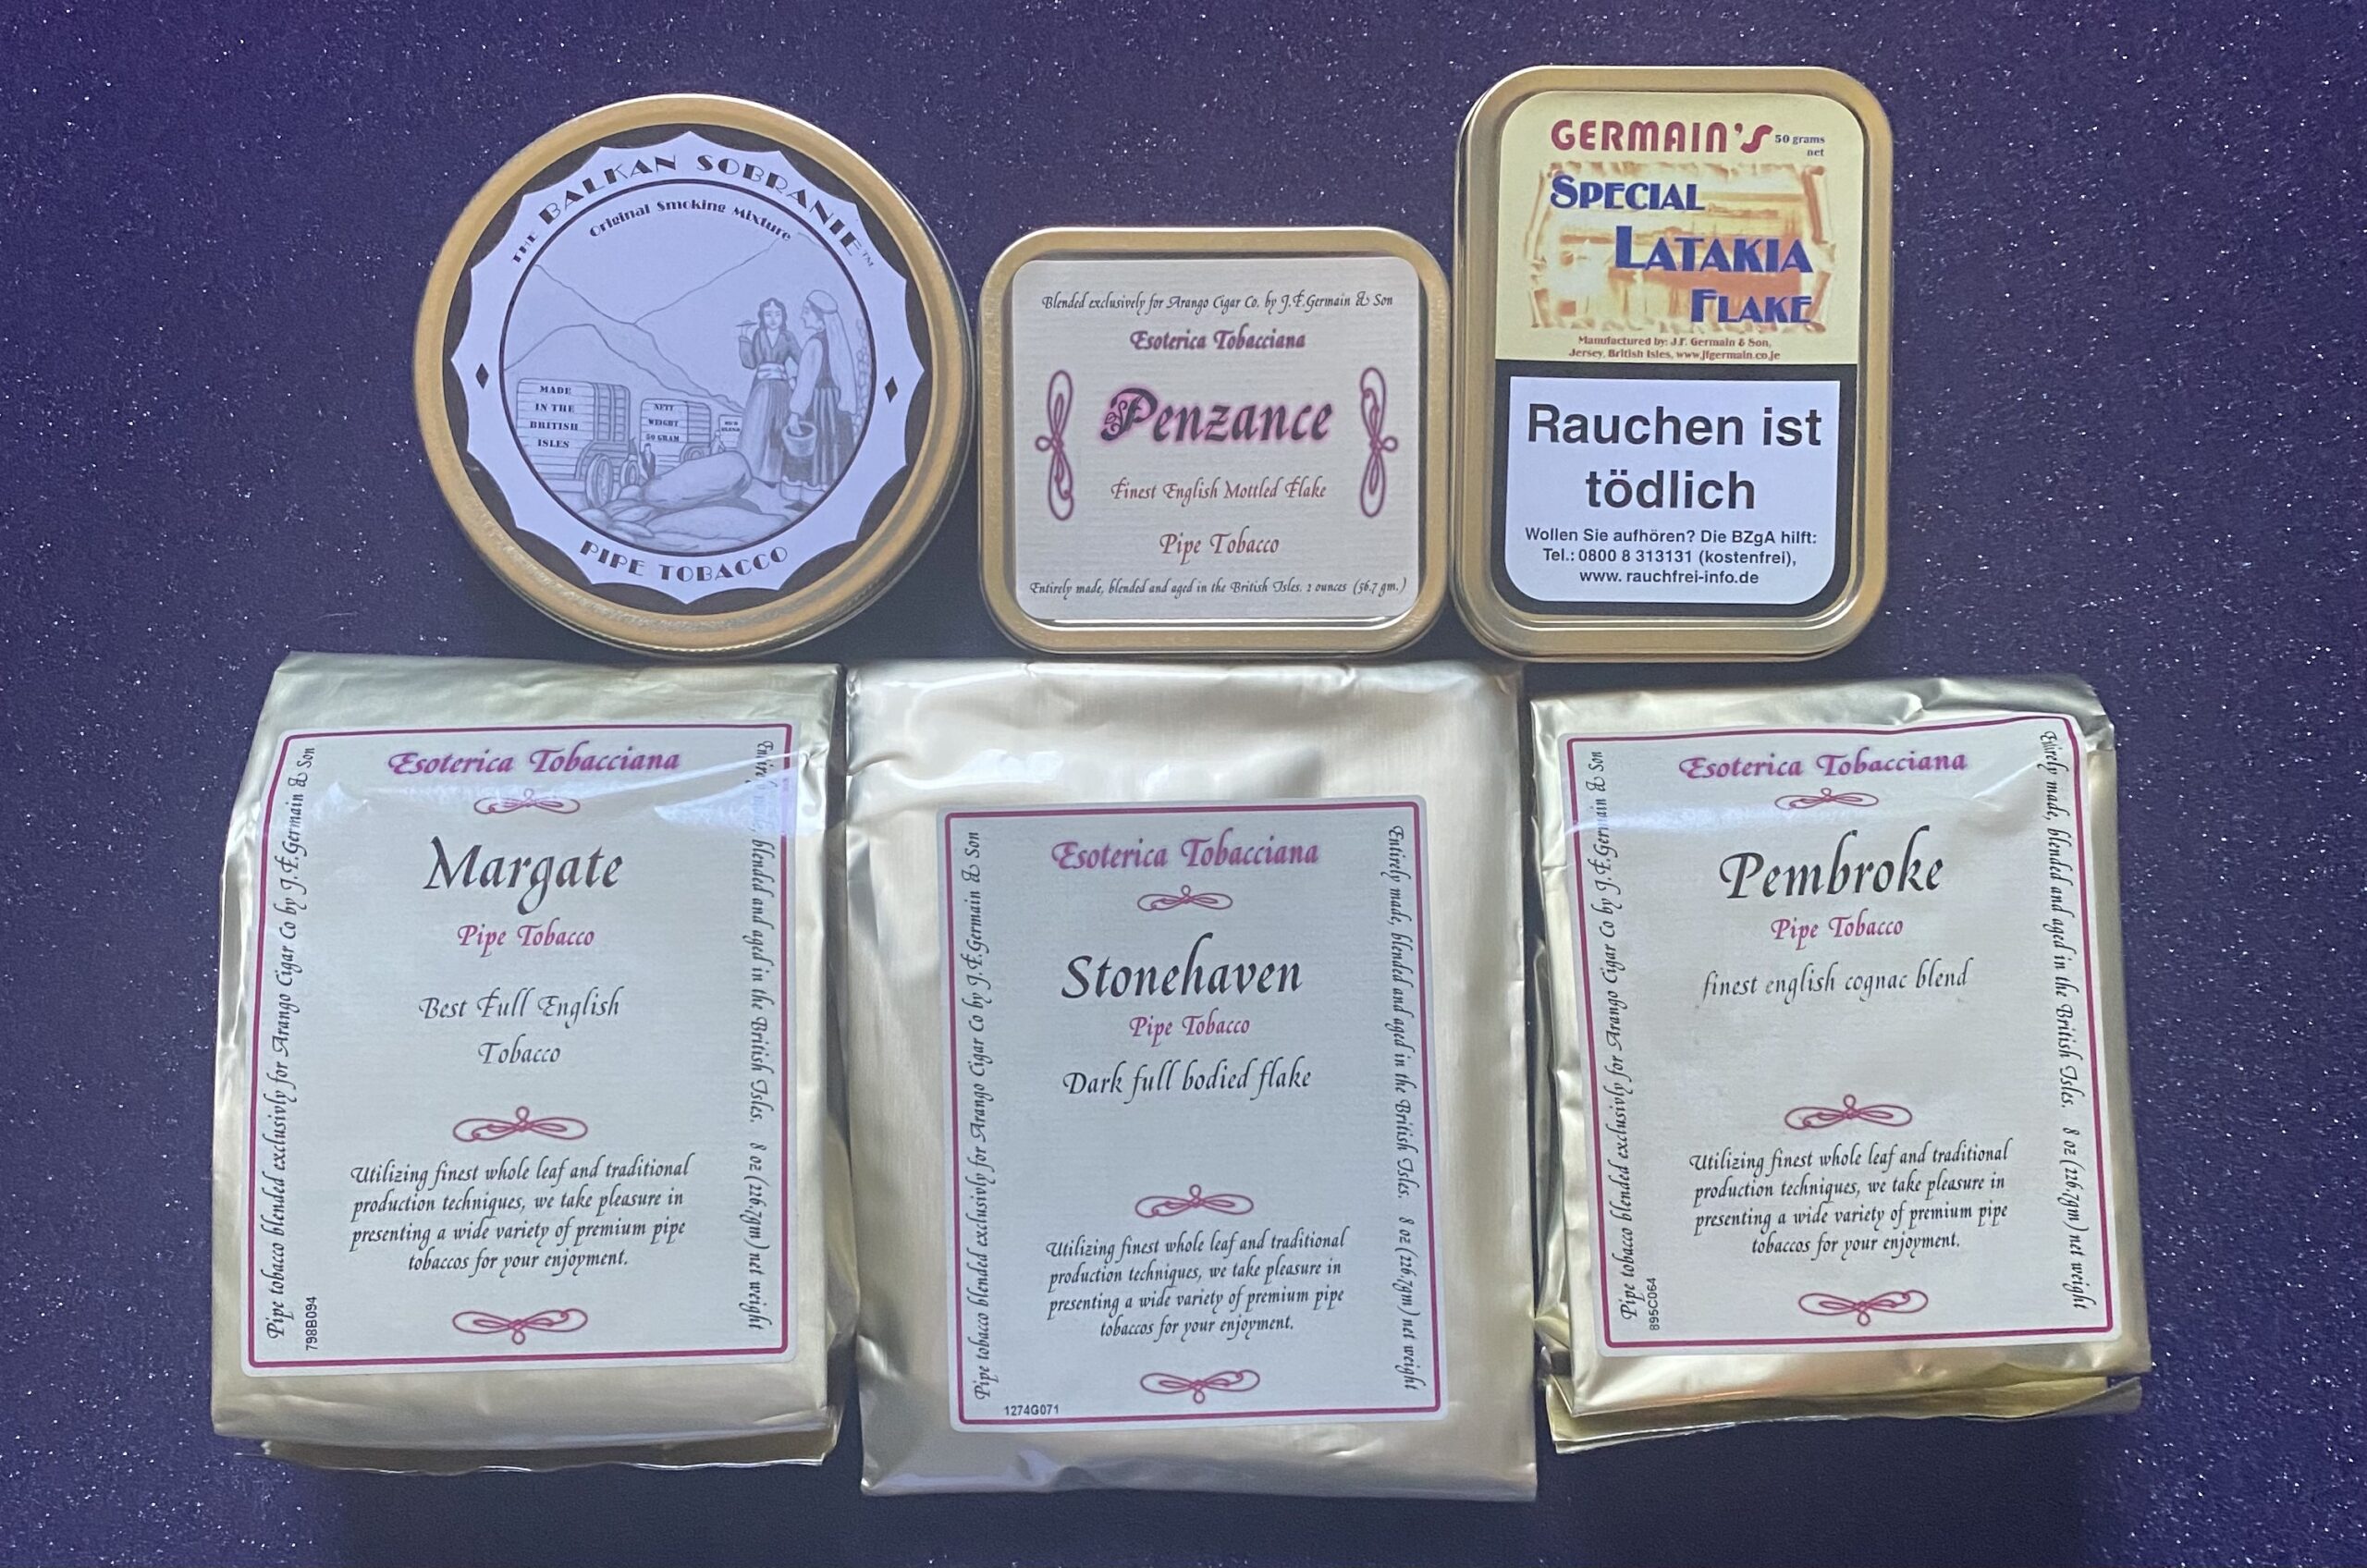 THE BALKAN SOBRANIE™
Original Smoking Mixture
MADE
IN THE
BRITISH
ISLES
NETT
WEIGHT
50 GRAM
PIPE TOBACCO
Blended exclusively for Arango Cigar Co. by J.F.Germain & Son
Esoterica Tobacciana
Penzance
Finest English Mottled Flake
Pipe Tobacco
Entirely made, blended and aged in the British Isles. 2 ounces (56.7 gm.)
GERMAIN'S 50 grams
net
SPECIAL
LATAKIA
FLAKE
Manufactured by: J.F. Germain & Son,
Jersey, British Isles, www.jfgermain.co.je
Rauchen ist
tödlich
Wollen Sie aufhören? Die BZgA hilft:
Tel.: 0800 8 313131 (kostenfrei),
www. rauchfrei-info.de
Esoterica Tobacciana
Margate
Pipe Tobacco
Best Full English
Tobacco
Utilizing finest whole leaf and traditional
production techniques, we take pleasure in
presenting a wide variety of premium pipe
tobaccos for your enjoyment.
Pipe tobacco blended exclusivly for Arango Cigar Co by J.F.Germain & Son
798B094
Entirely made, blended and aged in the British Isles. 8 oz (226.7gm) net weight
Esoterica Tobacciana
Stonehaven
Pipe Tobacco
Dark full bodied flake
Utilizing finest whole leaf and traditional
production techniques, we take pleasure in
presenting a wide variety of premium pipe
tobaccos for your enjoyment.
Pipe tobacco blended exclusivly for Arango Cigar Co by J.F.Germain & Son
1274G071
Entirely made, blended and aged in the British Isles. 8 oz (226.7gm) net weight
Esoterica Tobacciana
Pembroke
Pipe Tobacco
finest english cognac blend
Utilizing finest whole leaf and traditional
production techniques, we take pleasure in
presenting a wide variety of premium pipe
tobaccos for your enjoyment.
Pipe tobacco blended exclusivly for Arango Cigar Co by J.F.Germain & Son
895C064
Entirely made, blended and aged in the British Isles. 8 oz (226.7gm) net weight